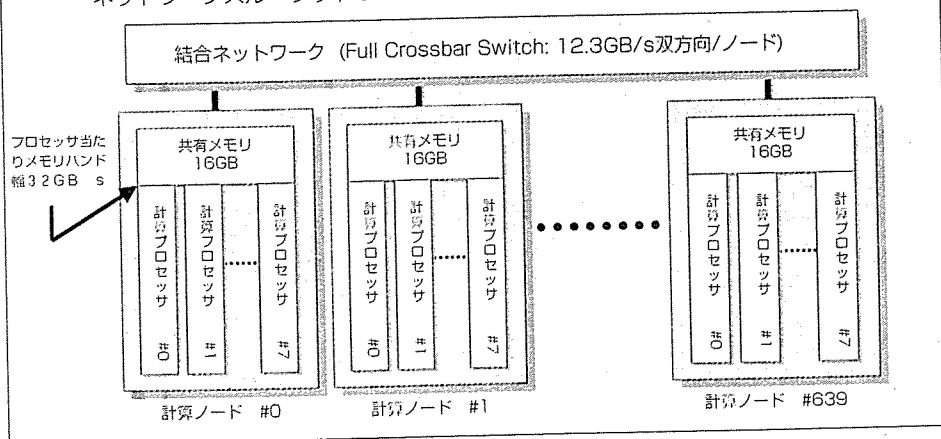 結合ネットワーク (Full Crossbar Switch: 12.3GB/s双方向/ノード)
プロセッサ当た
りメモリバンド
幅32GB s
共有メモリ
16GB
計算プロセッサ #0
計算プロセッサ #1
......
計算プロセッサ #7
計算ノード #0
共有メモリ
16GB
計算プロセッサ #0
計算プロセッサ #1
......
計算プロセッサ #7
計算ノード #1
共有メモリ
16GB
計算プロセッサ #0
計算プロセッサ #1
......
計算プロセッサ #7
計算ノード #639